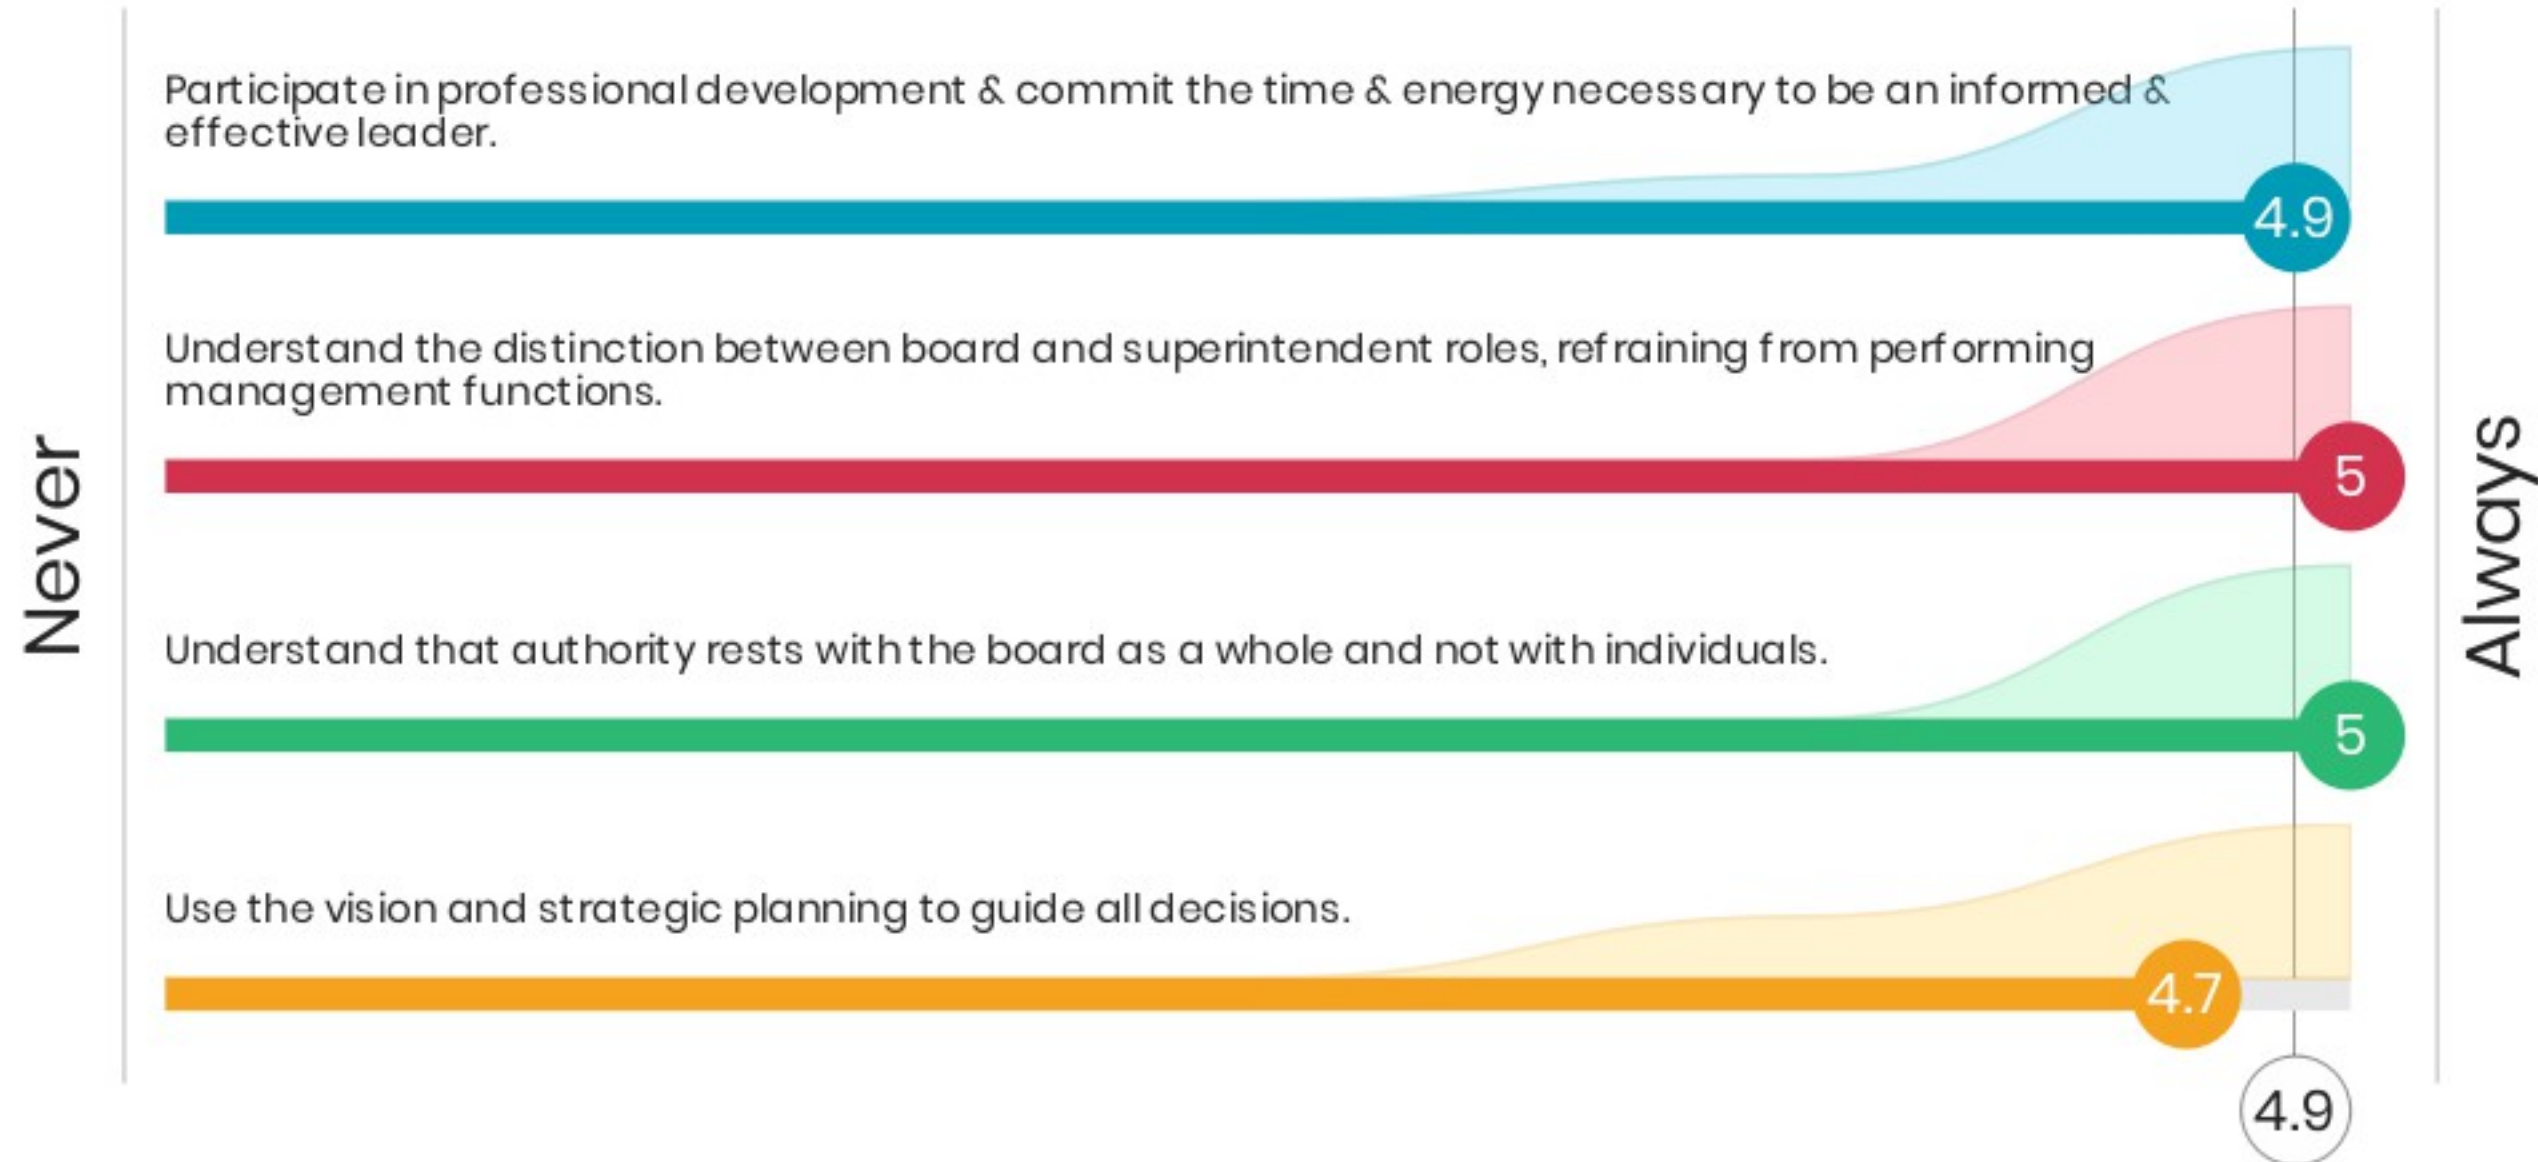 Participate in professional development & commit the time & energy necessary to be an informed &
effective leader.
4.9
Understand the distinction between board and superintendent roles, refraining from performing
management functions.
5
Never
Always
Understand that authority rests with the board as a whole and not with individuals.
5
Use the vision and strategic planning to guide all decisions.
4.7
4.9